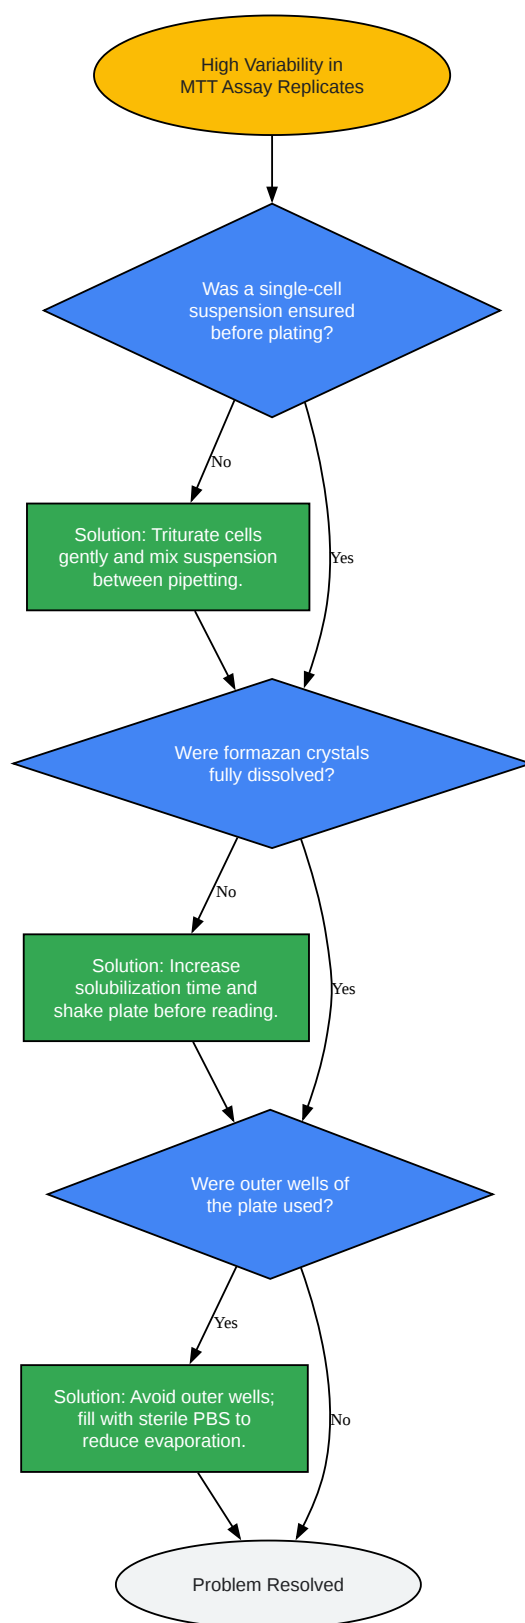 High Variability in
MTT Assay Replicates
Was a single-cell
suspension ensured
before plating?
No
Solution: Triturate cells
gently and mix suspension
between pipetting.
Yes
Were formazan crystals
fully dissolved?
No
Solution: Increase
solubilization time and
shake plate before reading.
Yes
Were outer wells of
the plate used?
Yes
Solution: Avoid outer wells;
fill with sterile PBS to
reduce evaporation.
No
Problem Resolved